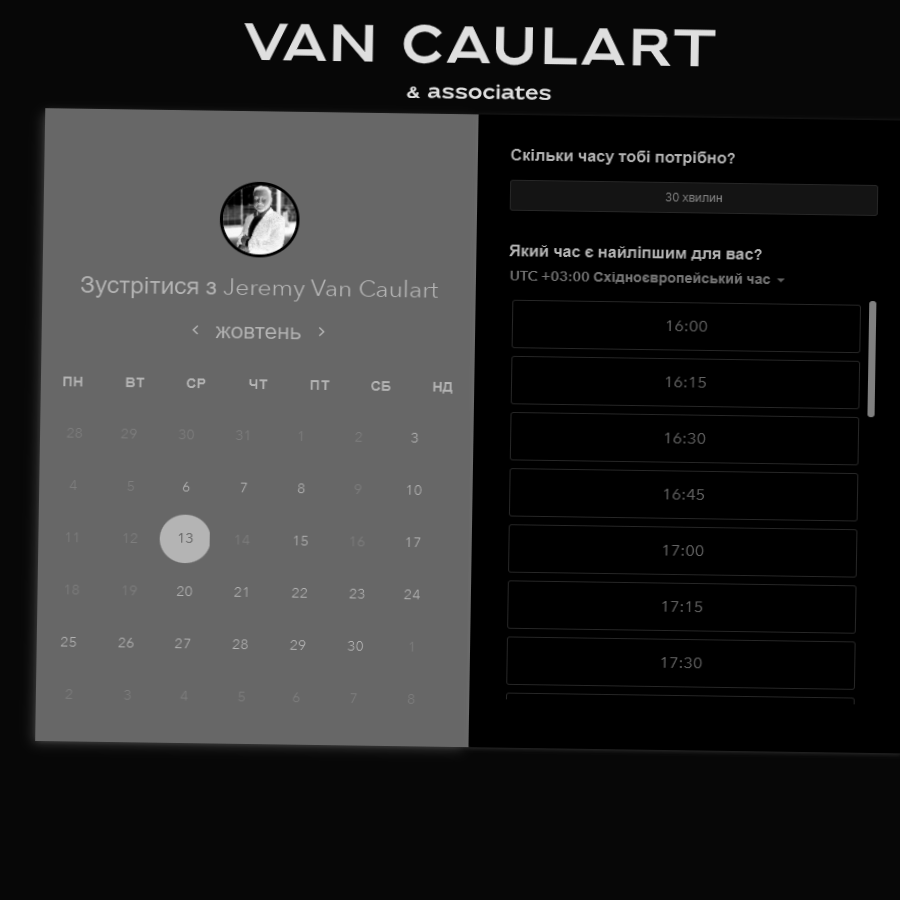 VAN CAULART
& associates
Зустрітися з Jeremy Van Caulart
жовтень
ПН ВТ СР ЧТ ПТ СБ НД
28 29 30 31 1 2 3
4 5 6 7 8 9 10
11 12 13 14 15 16 17
18 19 20 21 22 23 24
25 26 27 28 29 30 1
2 3 4 5 6 7 8
Скільки часу тобі потрібно?
30 хвилин
Який час є найліпшим для вас?
UTC +03:00 Східноєвропейський час
16:00
16:15
16:30
16:45
17:00
17:15
17:30